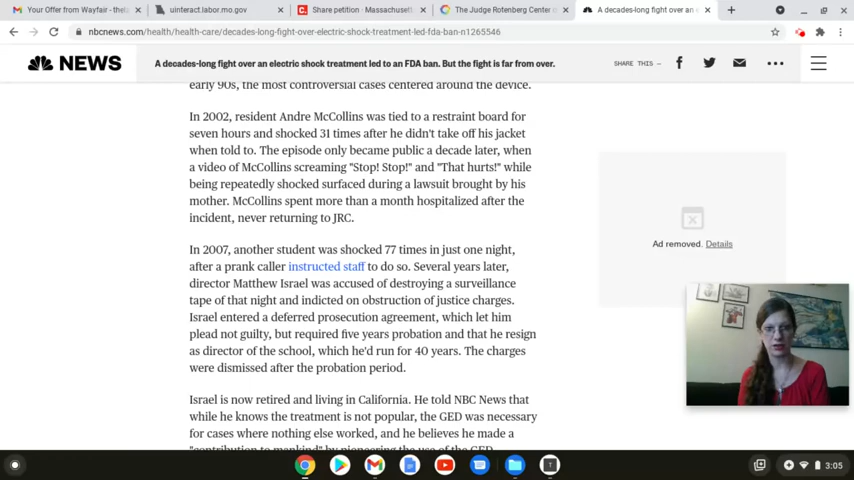 Your Offer from Wayfair - thela
uinteract.labor.mo.gov
Share petition · Massachuset
The Judge Rotenberg Center o
A decades-long fight over an e
nbcnews.com/health/health-care/decades-long-fight-over-electric-shock-treatment-led-fda-ban-n1265546
NEWS
A decades-long fight over an electric shock treatment led to an FDA ban. But the fight is far from over.
SHARE THIS —
early 90s, the most controversial cases centered around the device.
In 2002, resident Andre McCollins was tied to a restraint board for
seven hours and shocked 31 times after he didn't take off his jacket
when told to. The episode only became public a decade later, when
a video of McCollins screaming "Stop! Stop!" and "That hurts!" while
being repeatedly shocked surfaced during a lawsuit brought by his
mother. McCollins spent more than a month hospitalized after the
incident, never returning to JRC.
Ad removed. Details
In 2007, another student was shocked 77 times in just one night,
after a prank caller instructed staff to do so. Several years later,
director Matthew Israel was accused of destroying a surveillance
tape of that night and indicted on obstruction of justice charges.
Israel entered a deferred prosecution agreement, which let him
plead not guilty, but required five years probation and that he resign
as director of the school, which he'd run for 40 years. The charges
were dismissed after the probation period.
Israel is now retired and living in California. He told NBC News that
while he knows the treatment is not popular, the GED was necessary
for cases where nothing else worked, and he believes he made a
"contribution to mankind" by pioneering the use of the GED
3:05